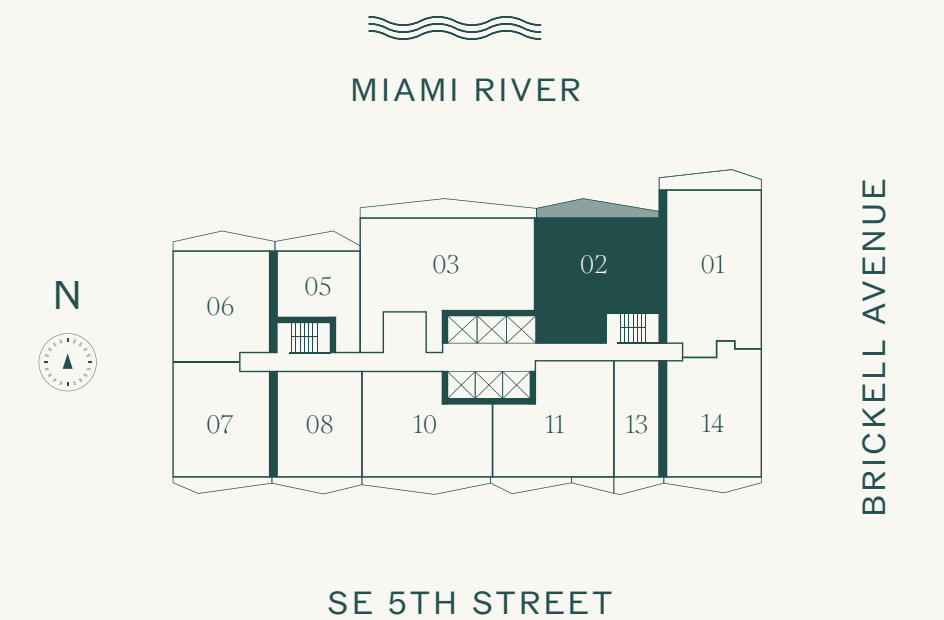 MIAMI RIVER
BRICKELL AVENUE
N
03
02
01
05
06
07
08
10
11
13
14
SE 5TH STREET